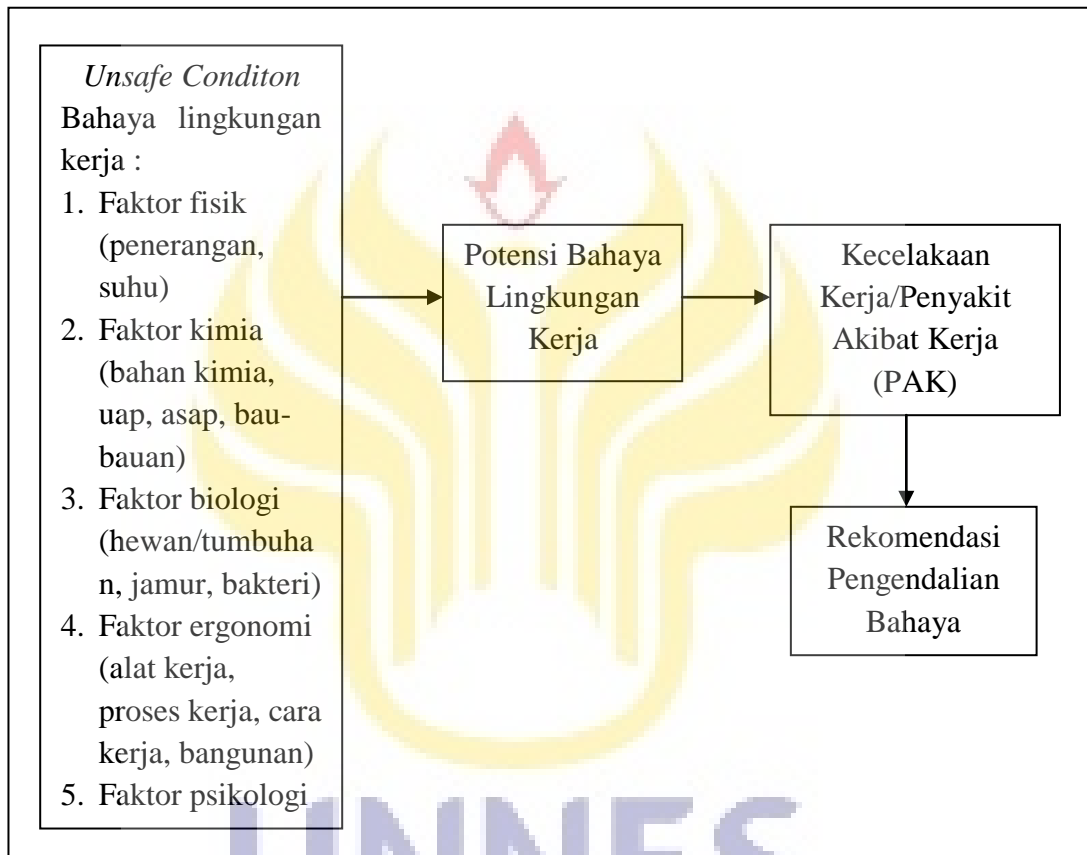 Unsafe Conditon
Bahaya lingkungan
kerja :
1. Faktor fisik
(penerangan,
suhu)
2. Faktor kimia
(bahan kimia,
uap, asap, bau-
bauan)
3. Faktor biologi
(hewan/tumbuha
n, jamur, bakteri)
4. Faktor ergonomi
(alat kerja,
proses kerja, cara
kerja, bangunan)
5. Faktor psikologi
Potensi Bahaya
Lingkungan
Kerja
Kecelakaan
Kerja/Penyakit
Akibat Kerja
(PAK)
Rekomendasi
Pengendalian
Bahaya
UNNES